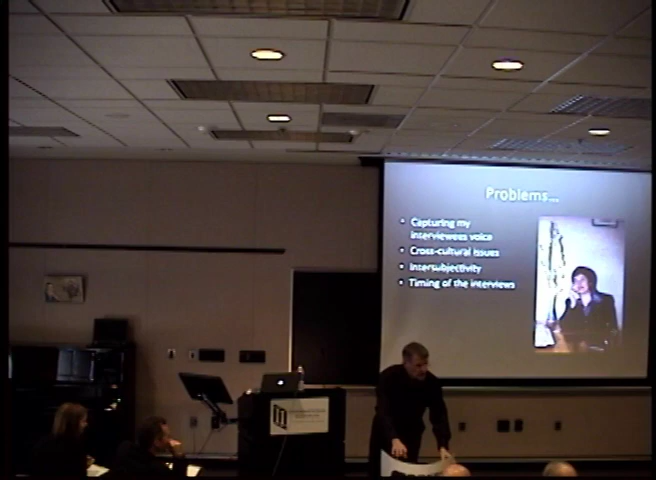 Problems...
• Capturing my
interviewees voice
• Cross-cultural issues
• Intersubjectivity
• Timing of the interviews